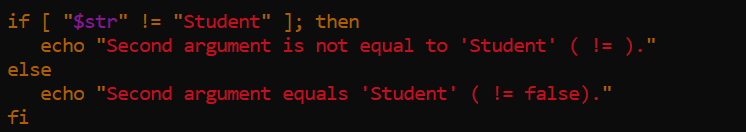 if [ "$str" != "Student" ]; then
   echo "Second argument is not equal to 'Student' ( != )."
else
   echo "Second argument equals 'Student' ( != false)."
fi